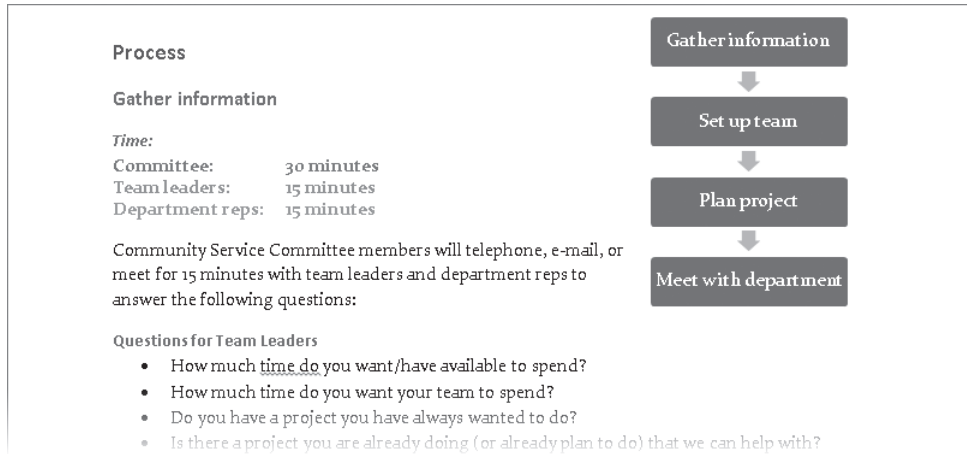 Process
Gather information
Time:
Committee: 30 minutes
Team leaders: 15 minutes
Department reps: 15 minutes
Community Service Committee members will telephone, e-mail, or
meet for 15 minutes with team leaders and department reps to
answer the following questions:
Questions for Team Leaders
• How much time do you want/have available to spend?
• How much time do you want your team to spend?
• Do you have a project you have always wanted to do?
• Is there a project you are already doing (or already plan to do) that we can help with?
Gather information
Set up team
Plan project
Meet with department